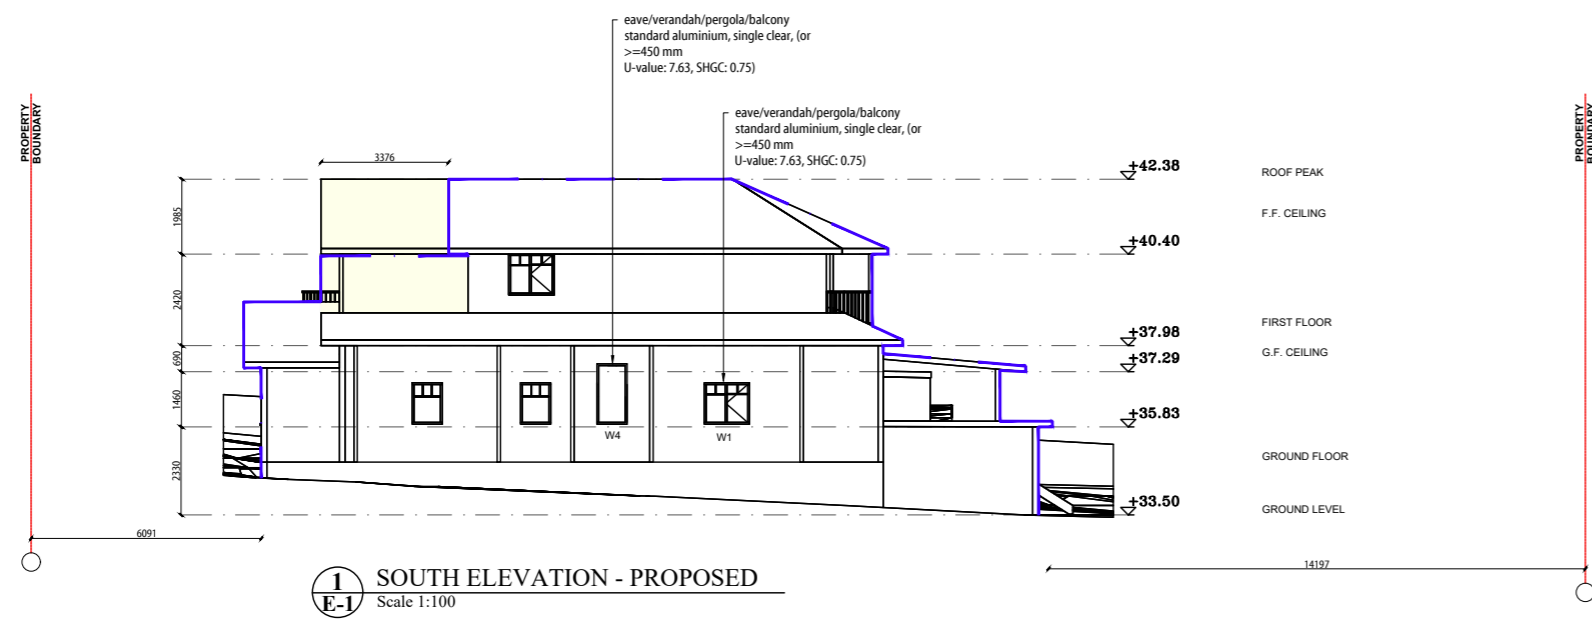 eave/verandah/pergola/balcony
standard aluminium, single clear, (or
>=450 mm
U-value: 7.63, SHGC: 0.75)
eave/verandah/pergola/balcony
standard aluminium, single clear, (or
>=450 mm
U-value: 7.63, SHGC: 0.75)
PROPERTY
BOUNDARY
PROPERTY
BOUNDARY
3376
+42.38
ROOF PEAK
1985
F.F. CEILING
+40.40
2420
FIRST FLOOR
+37.98
690
G.F. CEILING
+37.29
1460
+35.83
W4
W1
2330
GROUND FLOOR
+33.50
GROUND LEVEL
6091
14197
1
E-1
SOUTH ELEVATION - PROPOSED
Scale 1:100